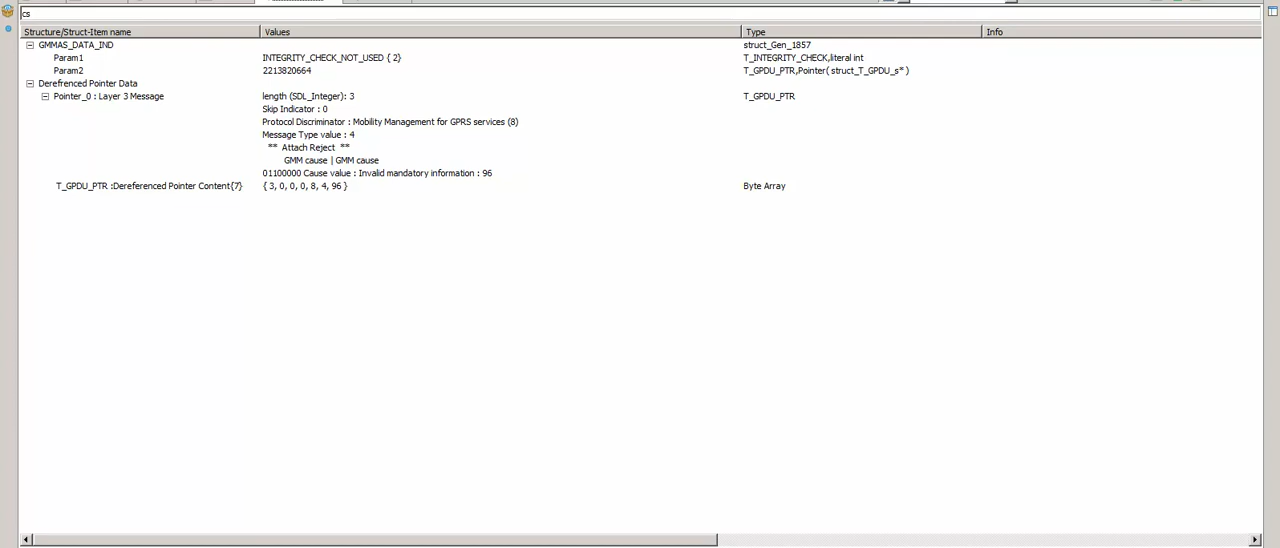 cs
Structure/Struct-Item name Values Type Info
GMMAS_DATA_IND struct_Gen_1857
Param1 INTEGRITY_CHECK_NOT_USED { 2} T_INTEGRITY_CHECK,literal int
Param2 2213820664 T_GPDU_PTR,Pointer( struct_T_GPDU_s* )
Derefrenced Pointer Data
Pointer_0 : Layer 3 Message length (SDL_Integer): 3 T_GPDU_PTR
Skip Indicator : 0
Protocol Discriminator : Mobility Management for GPRS services (8)
Message Type value : 4
** Attach Reject **
GMM cause | GMM cause
01100000 Cause value : Invalid mandatory information : 96
T_GPDU_PTR :Dereferenced Pointer Content{7} { 3, 0, 0, 0, 8, 4, 96 } Byte Array